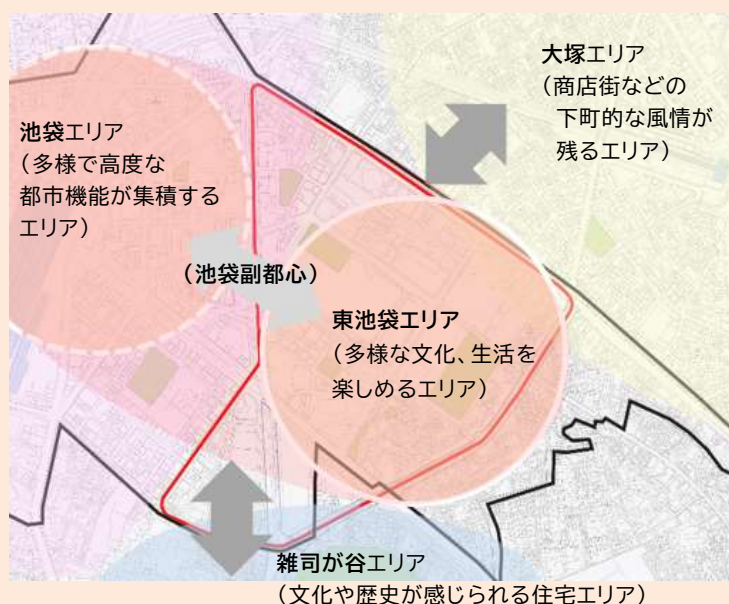 大塚エリア
（商店街などの
下町的な風情が
残るエリア）
池袋エリア
（多様で高度な
都市機能が集積する
エリア）
（池袋副都心）
東池袋エリア
（多様な文化、生活を
楽しめるエリア）
雑司が谷エリア
（文化や歴史が感じられる住宅エリア）